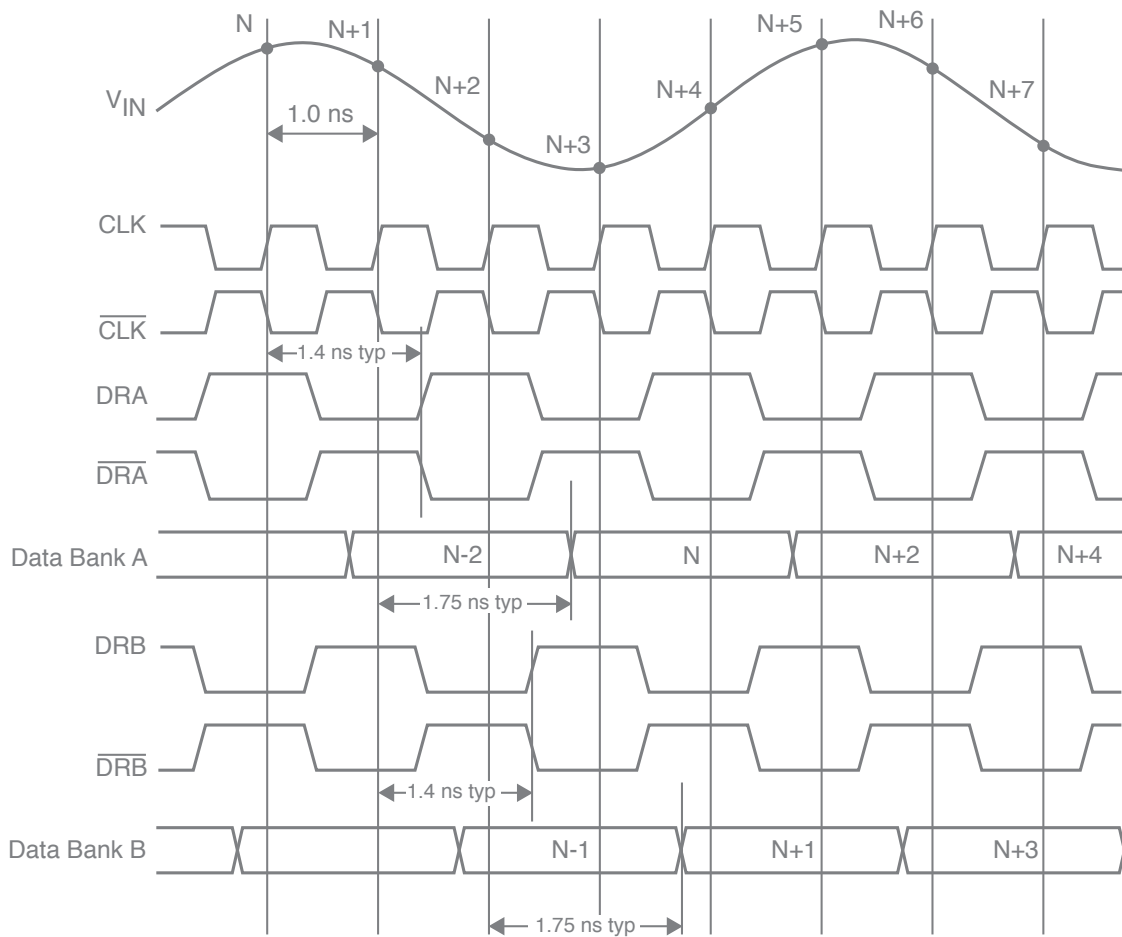 N
N+1
N+2
N+3
N+4
N+5
N+6
N+7
VIN
1.0 ns
CLK
CLK
1.4 ns typ
DRA
DRA
Data Bank A
N-2
N
N+2
N+4
1.75 ns typ
DRB
DRB
1.4 ns typ
Data Bank B
N-1
N+1
N+3
1.75 ns typ